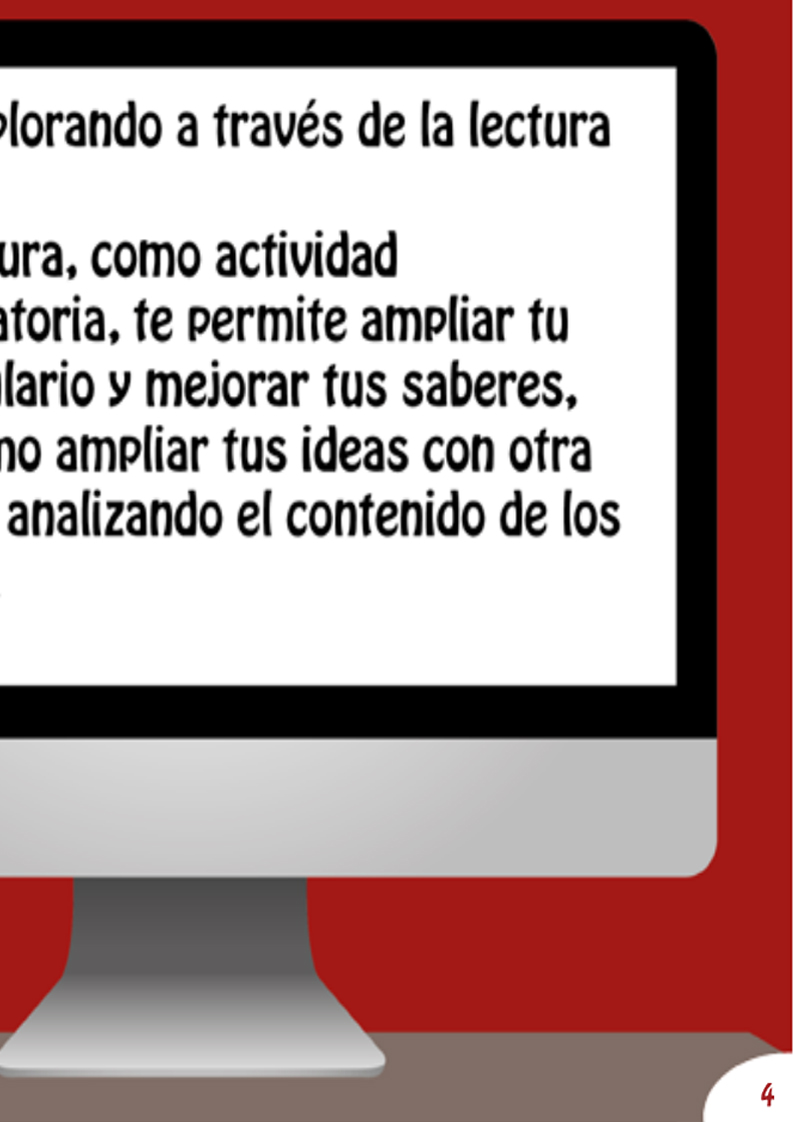 plorando a través de la lectura
ura, como actividad
atoria, te permite ampliar tu
lario y mejorar tus saberes,
mo ampliar tus ideas con otra
analizando el contenido de los
.
4